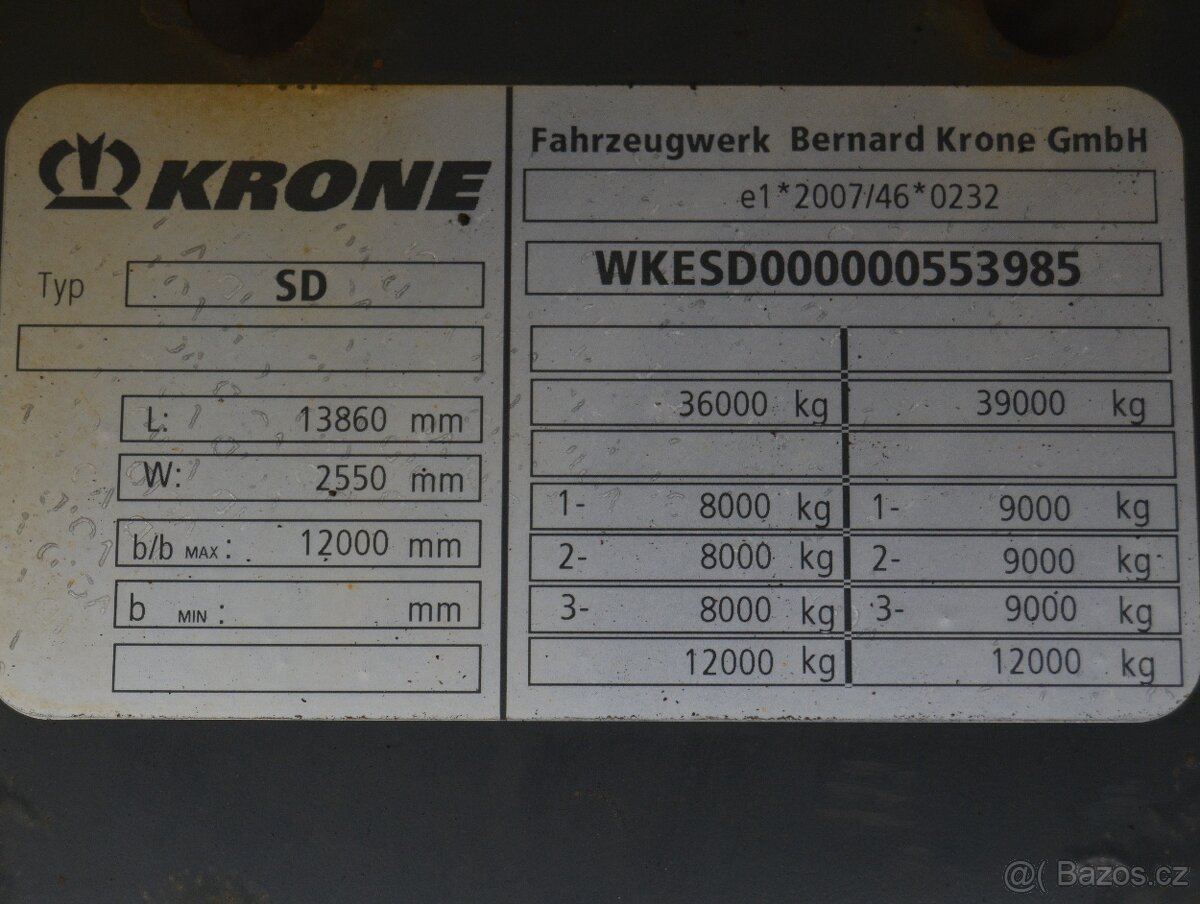 KRONE
Typ SD
L: 13860 mm
W: 2550 mm
b/b MAX: 12000 mm
b MIN: mm
Fahrzeugwerk Bernard Krone GmbH
e1*2007/46*0232
WKESD000000553985
36000 kg 39000 kg
1- 8000 kg 1- 9000 kg
2- 8000 kg 2- 9000 kg
3- 8000 kg 3- 9000 kg
12000 kg 12000 kg
@( Bazos.cz